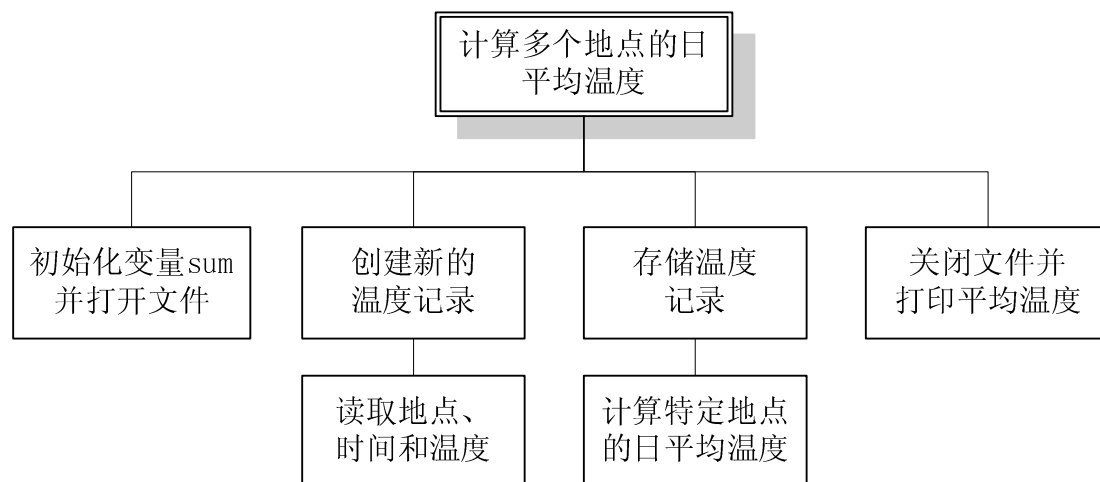 计算多个地点的日
平均温度
初始化变量sum
并打开文件
创建新的
温度记录
存储温度
记录
关闭文件并
打印平均温度
读取地点、
时间和温度
计算特定地点
的日平均温度